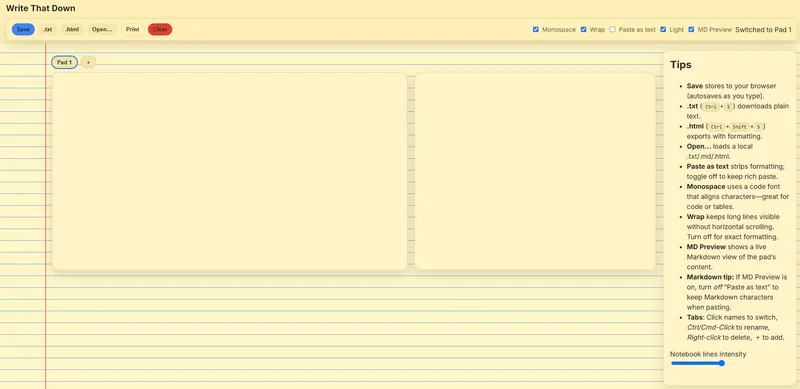 Write That Down
Save .txt .html Open... Print Clear Monospace Wrap Paste as text Light MD Preview Switched to Pad 1
Pad 1 +
Tips
Save stores to your browser
(autosaves as you type).
.txt (Ctrl+S) downloads plain
text.
.html (Ctrl+Shift+S)
exports with formatting.
Open... loads a local
.txt/.md/.html.
Paste as text strips formatting;
toggle off to keep rich paste.
Monospace uses a code font
that aligns characters—great for
code or tables.
Wrap keeps long lines visible
without horizontal scrolling.
Turn off for exact formatting.
MD Preview shows a live
Markdown view of the pad's
content.
Markdown tip: If MD Preview is
on, turn off "Paste as text" to
keep Markdown characters
when pasting.
Tabs: Click names to switch,
Ctrl/Cmd-Click to rename,
Right-click to delete, + to add.
Notebook lines intensity